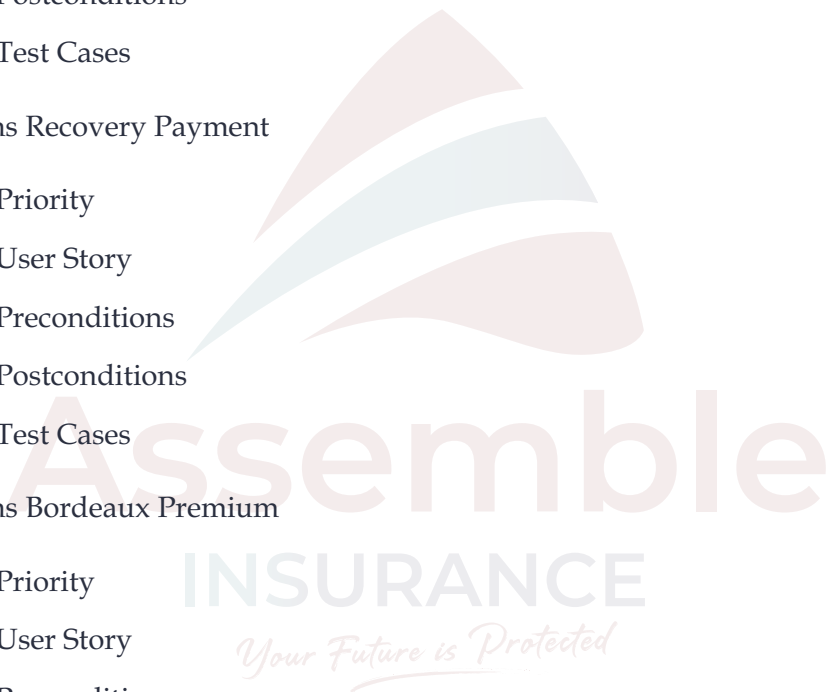 Postconditions
Test Cases
ns Recovery Payment
Priority
User Story
Preconditions
Postconditions
Test Cases
Assemble
ns Bordeaux Premium
Priority
INSURANCE
User Story
Your Future is Protected